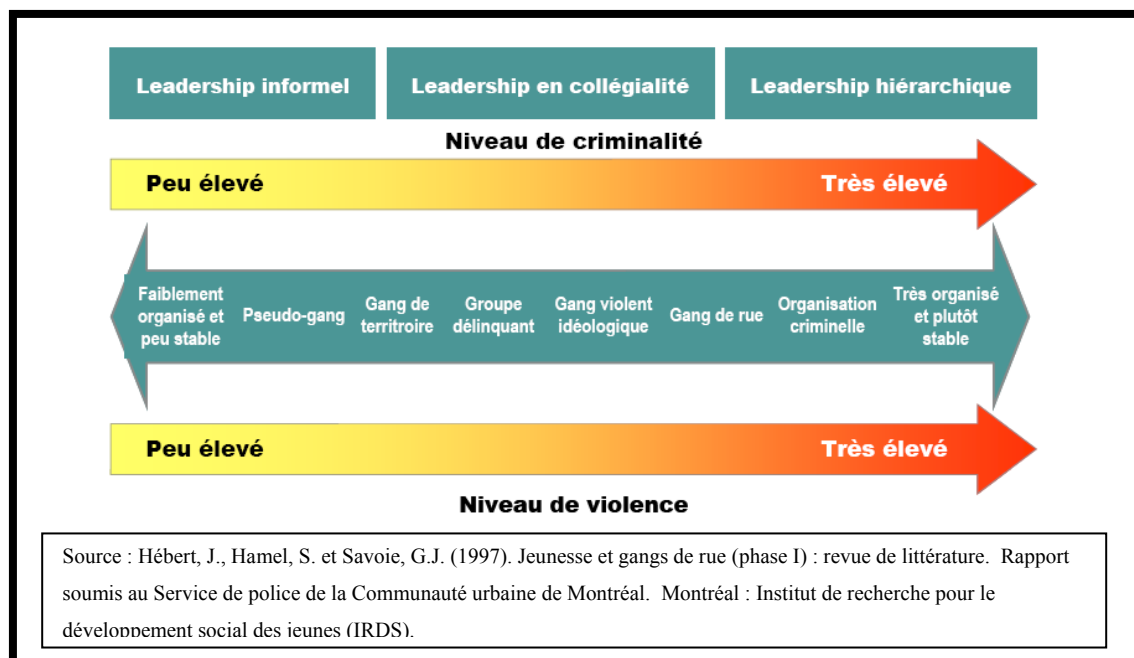 Leadership informel
Leadership en collégialité
Leadership hiérarchique
Niveau de criminalité
Peu élevé
Très élevé
Faiblement
organisé et
peu stable
Pseudo-gang
Gang de
territroire
Groupe
délinquant
Gang violent
idéologique
Gang de rue
Organisation
criminelle
Très organisé
et plutôt
stable
Peu élevé
Très élevé
Niveau de violence
Source : Hébert, J., Hamel, S. et Savoie, G.J. (1997). Jeunesse et gangs de rue (phase I) : revue de littérature. Rapport
soumis au Service de police de la Communauté urbaine de Montréal. Montréal : Institut de recherche pour le
développement social des jeunes (IRDS).